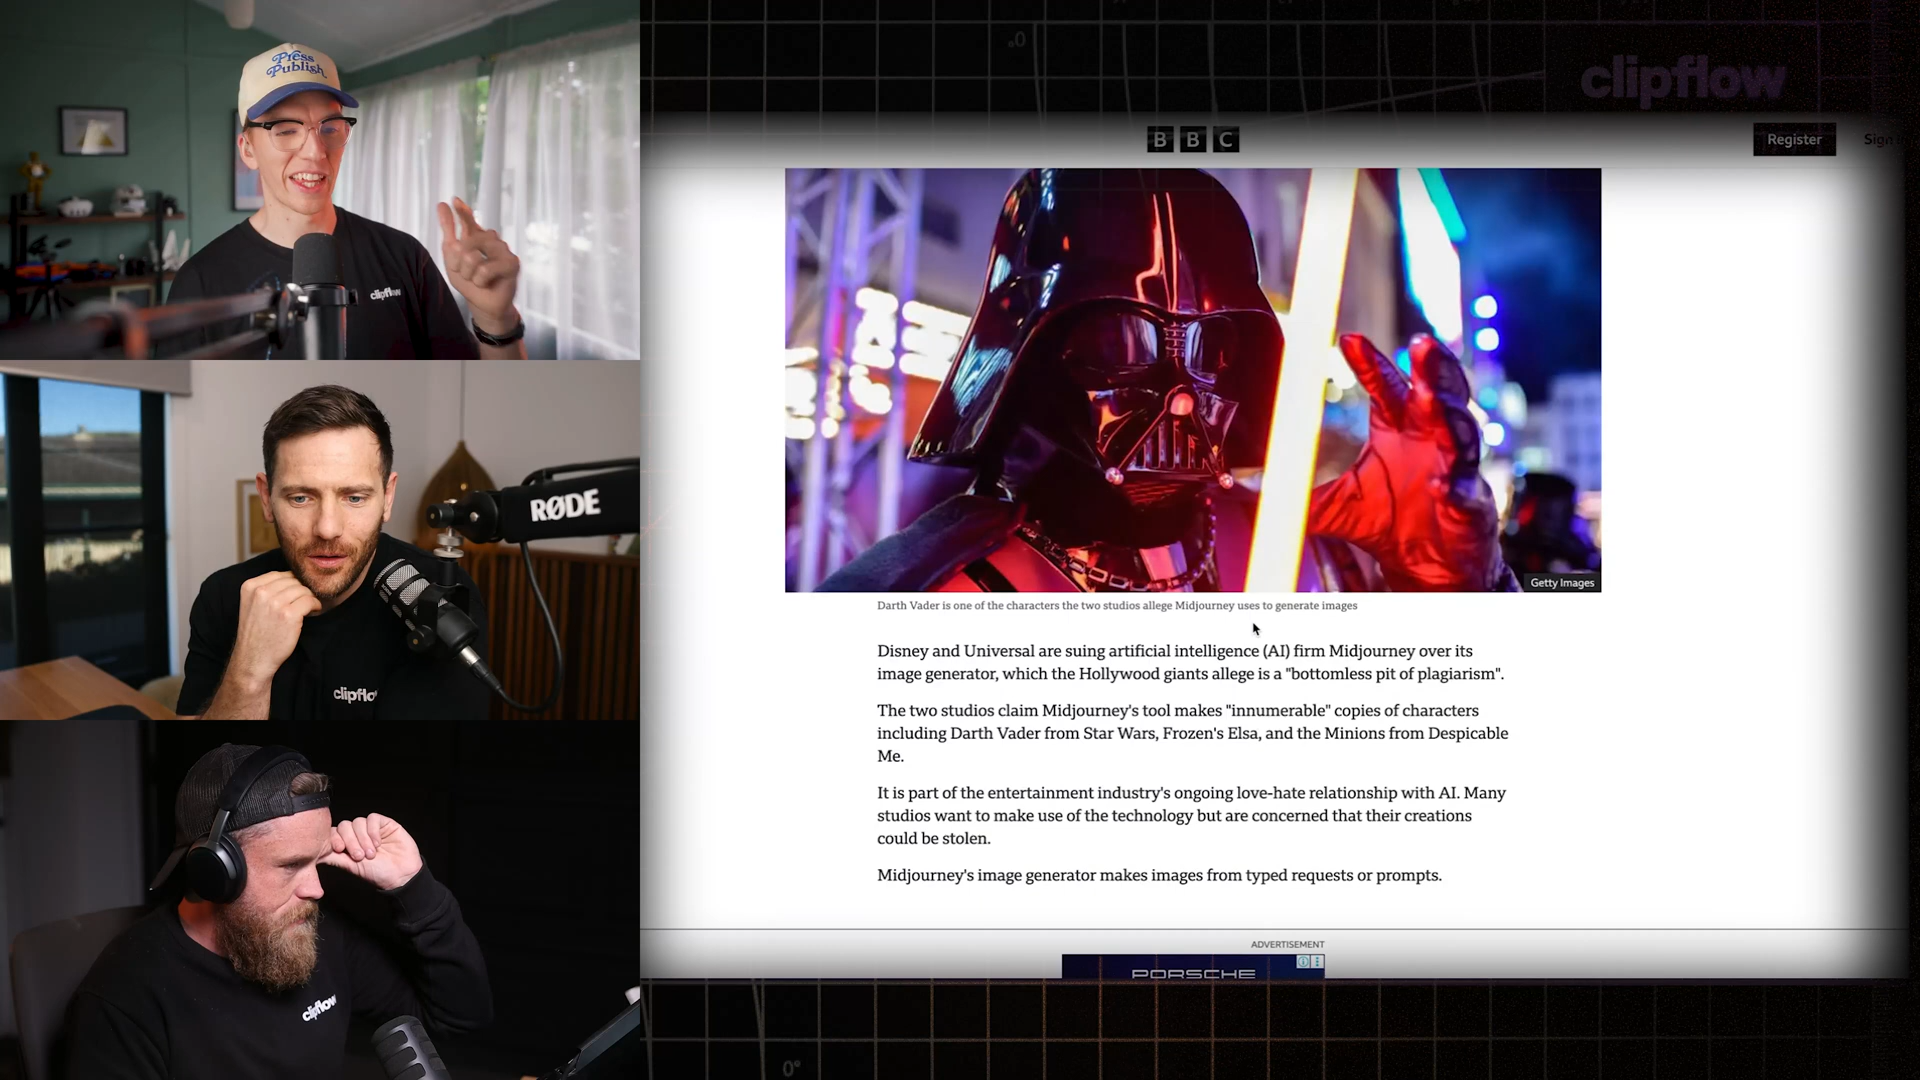 Press
Publish
clipflow
RØDE
clipflo
clipflow
.0
clipflow
BBC
Register
Sign
Getty Images
Darth Vader is one of the characters the two studios allege Midjourney uses to generate images
Disney and Universal are suing artificial intelligence (AI) firm Midjourney over its
image generator, which the Hollywood giants allege is a "bottomless pit of plagiarism".
The two studios claim Midjourney's tool makes "innumerable" copies of characters
including Darth Vader from Star Wars, Frozen's Elsa, and the Minions from Despicable
Me.
It is part of the entertainment industry's ongoing love-hate relationship with AI. Many
studios want to make use of the technology but are concerned that their creations
could be stolen.
Midjourney's image generator makes images from typed requests or prompts.
ADVERTISEMENT
PORSCHE
0°